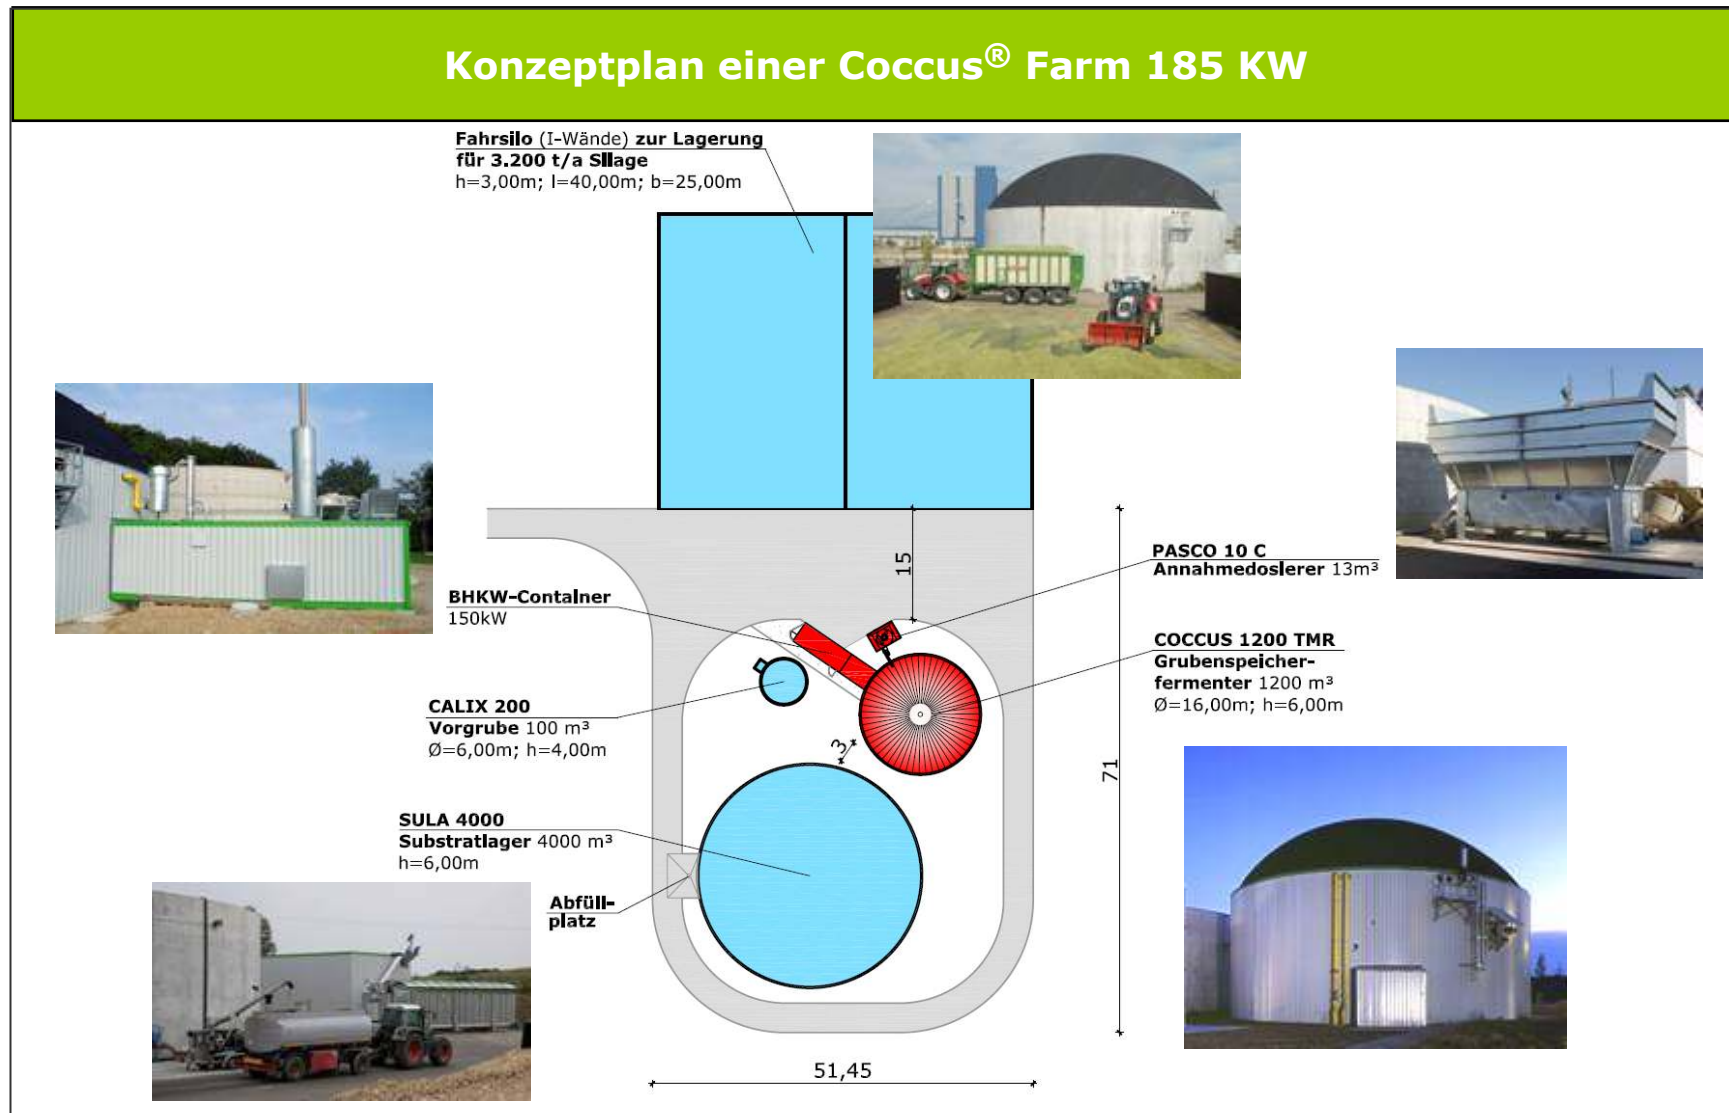 Konzeptplan einer Coccus® Farm 185 KW
Fahrsilo (I-Wände) zur Lagerung
für 3.200 t/a Silage
h=3,00m; l=40,00m; b=25,00m
15
PASCO 10 C
Annahmedosierer 13m³
BHKW-Container
150kW
COCCUS 1200 TMR
Grubenspeicher-
fermenter 1200 m³
Ø=16,00m; h=6,00m
CALIX 200
Vorgrube 100 m³
Ø=6,00m; h=4,00m
3
71
SULA 4000
Substratlager 4000 m³
h=6,00m
Abfüll-
platz
51,45